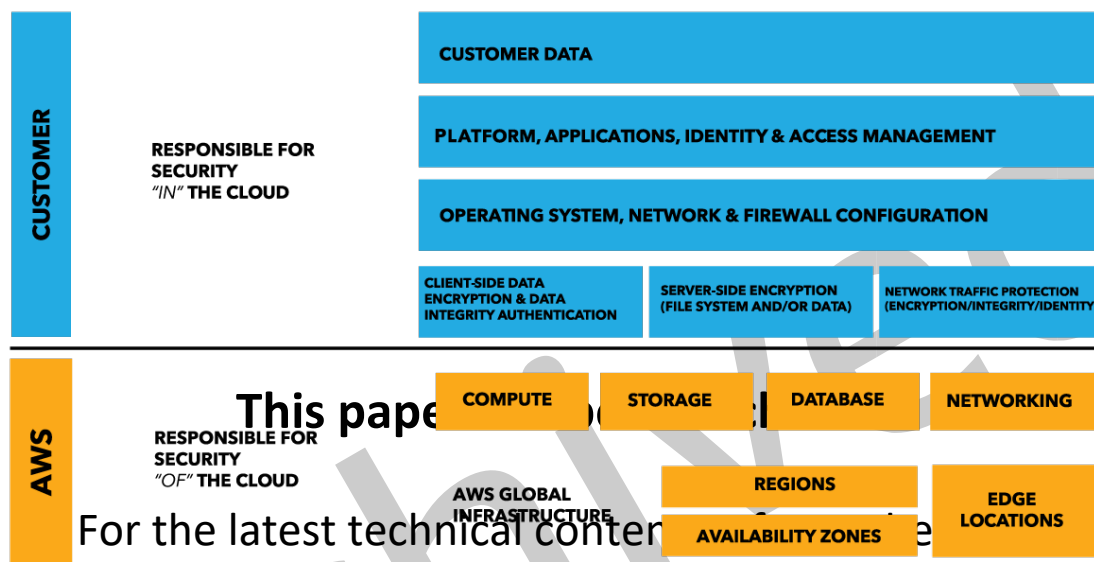 CUSTOMER
RESPONSIBLE FOR
SECURITY
"IN" THE CLOUD
CUSTOMER DATA
PLATFORM, APPLICATIONS, IDENTITY & ACCESS MANAGEMENT
OPERATING SYSTEM, NETWORK & FIREWALL CONFIGURATION
CLIENT-SIDE DATA
ENCRYPTION & DATA
INTEGRITY AUTHENTICATION
SERVER-SIDE ENCRYPTION
(FILE SYSTEM AND/OR DATA)
NETWORK TRAFFIC PROTECTION
(ENCRYPTION/INTEGRITY/IDENTITY
AWS
This
RESPONSIBLE FOR
SECURITY
"OF" THE CLOUD
COMPUTE
STORAGE
DATABASE
NETWORKING
AWS GLOBAL
INFRASTRUCTURE
REGIONS
AVAILABILITY ZONES
EDGE
LOCATIONS
For the latest technical